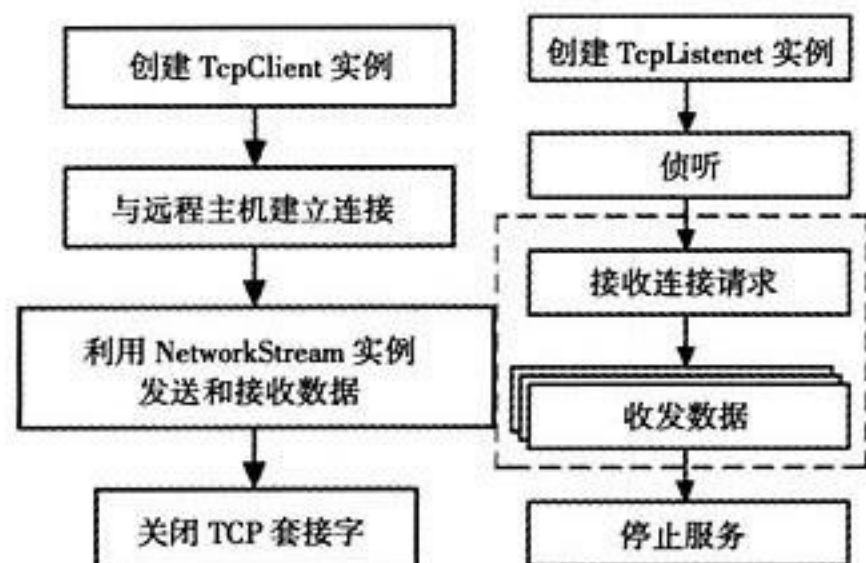 创建 TcpClient 实例
与远程主机建立连接
利用 NetworkStream 实例
发送和接收数据
关闭 TCP 套接字
创建 TcpListenet 实例
侦听
接收连接请求
收发数据
停止服务